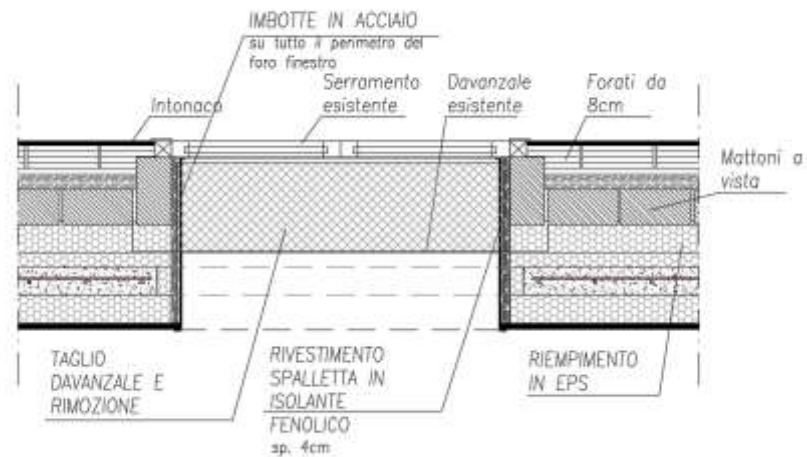 IMBOTTE IN ACCIAIO
su tutto il perimetro del
foro finestra
Intonaco
Serramento
esistente
Davanzale
esistente
Forati da
8cm
Mattoni a
vista
TAGLIO
DAVANZALE E
RIMOZIONE
RIVESTIMENTO
SPALLETTA IN
ISOLANTE
FENOLICO
sp. 4cm
RIEMPIMENTO
IN EPS